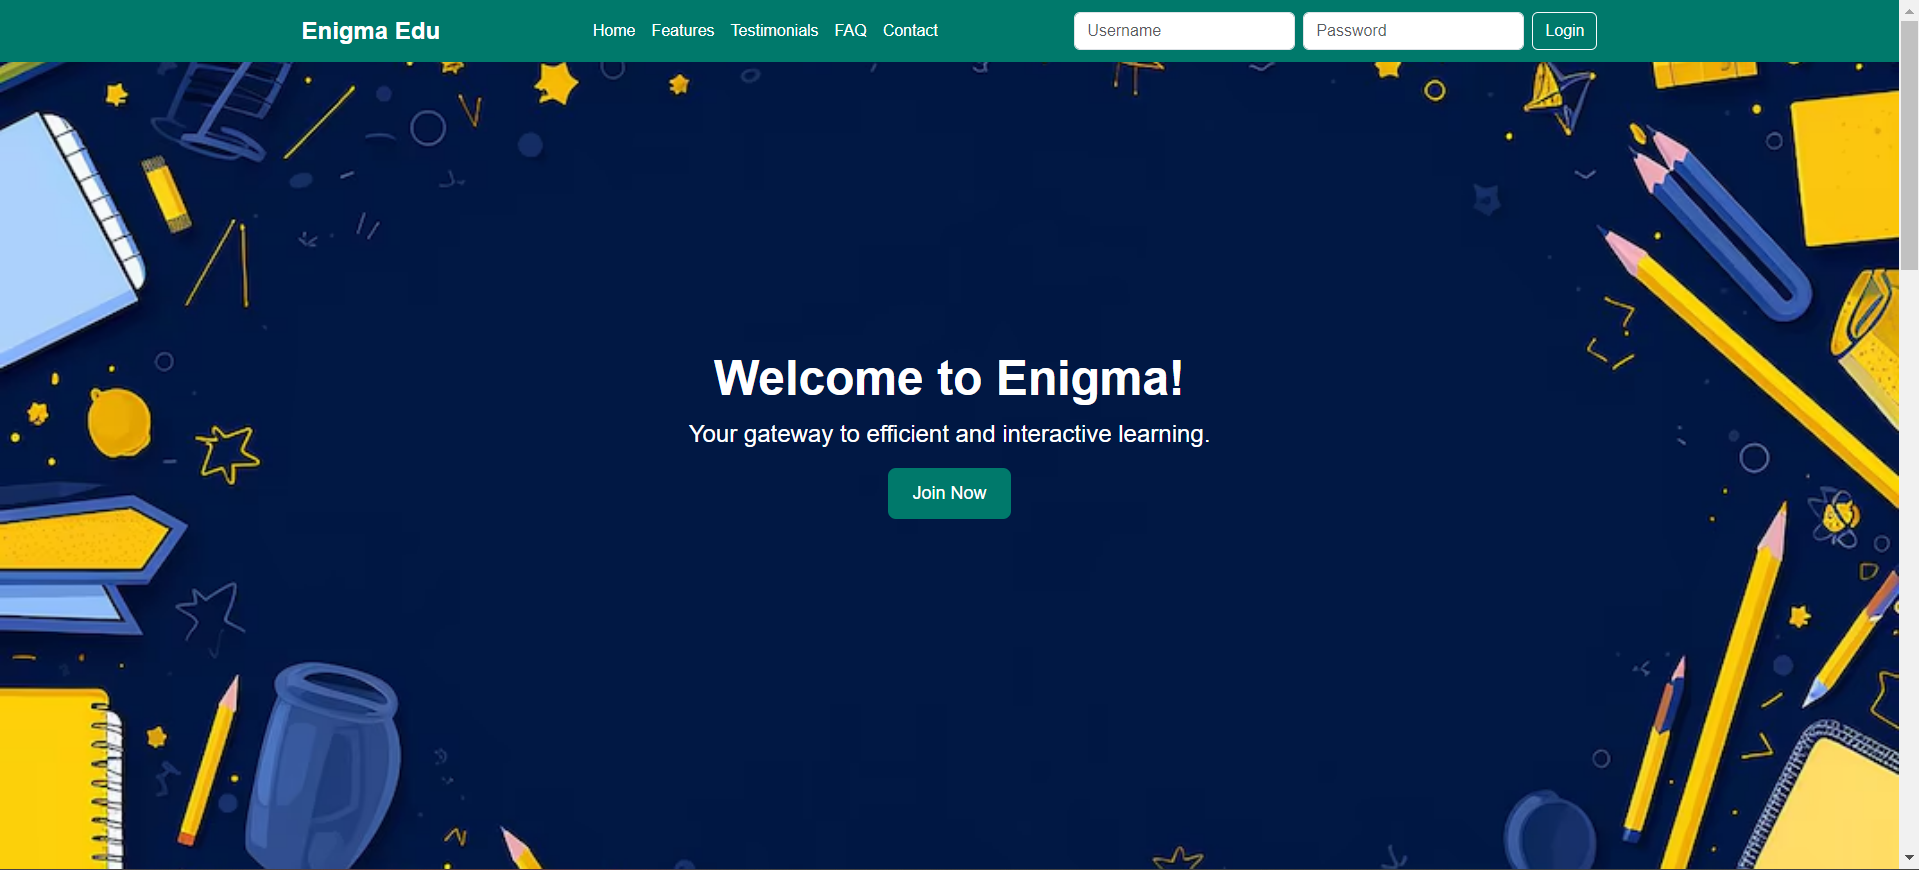 Enigma Edu Home Features Testimonials FAQ Contact Username Password Login
Welcome to Enigma!
Your gateway to efficient and interactive learning.
Join Now